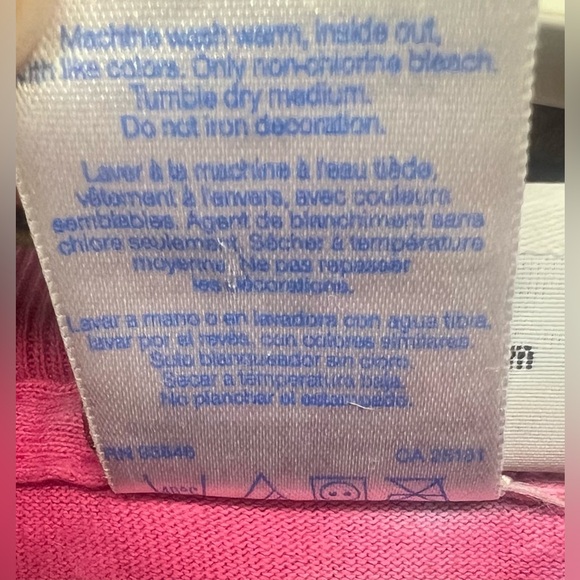 Machine wash warm, inside out,
with like colors. Only non-chlorine bleach.
Tumble dry medium.
Do not iron decoration.
Laver à la machine à l'eau tiède,
vêtement à l'envers, avec couleurs
semblables. Agent de blanchiment sans
chlore seulement. Sécher à température
moyenne. Ne pas repasser
les décorations.
Lavar a mano o en lavadora con agua tibia,
lavar por el revés, con colores similares.
Solo blanqueador sin cloro.
Secar a temperatura baja.
No planchar el estampado.
RN 93846
CA 25181
40°C